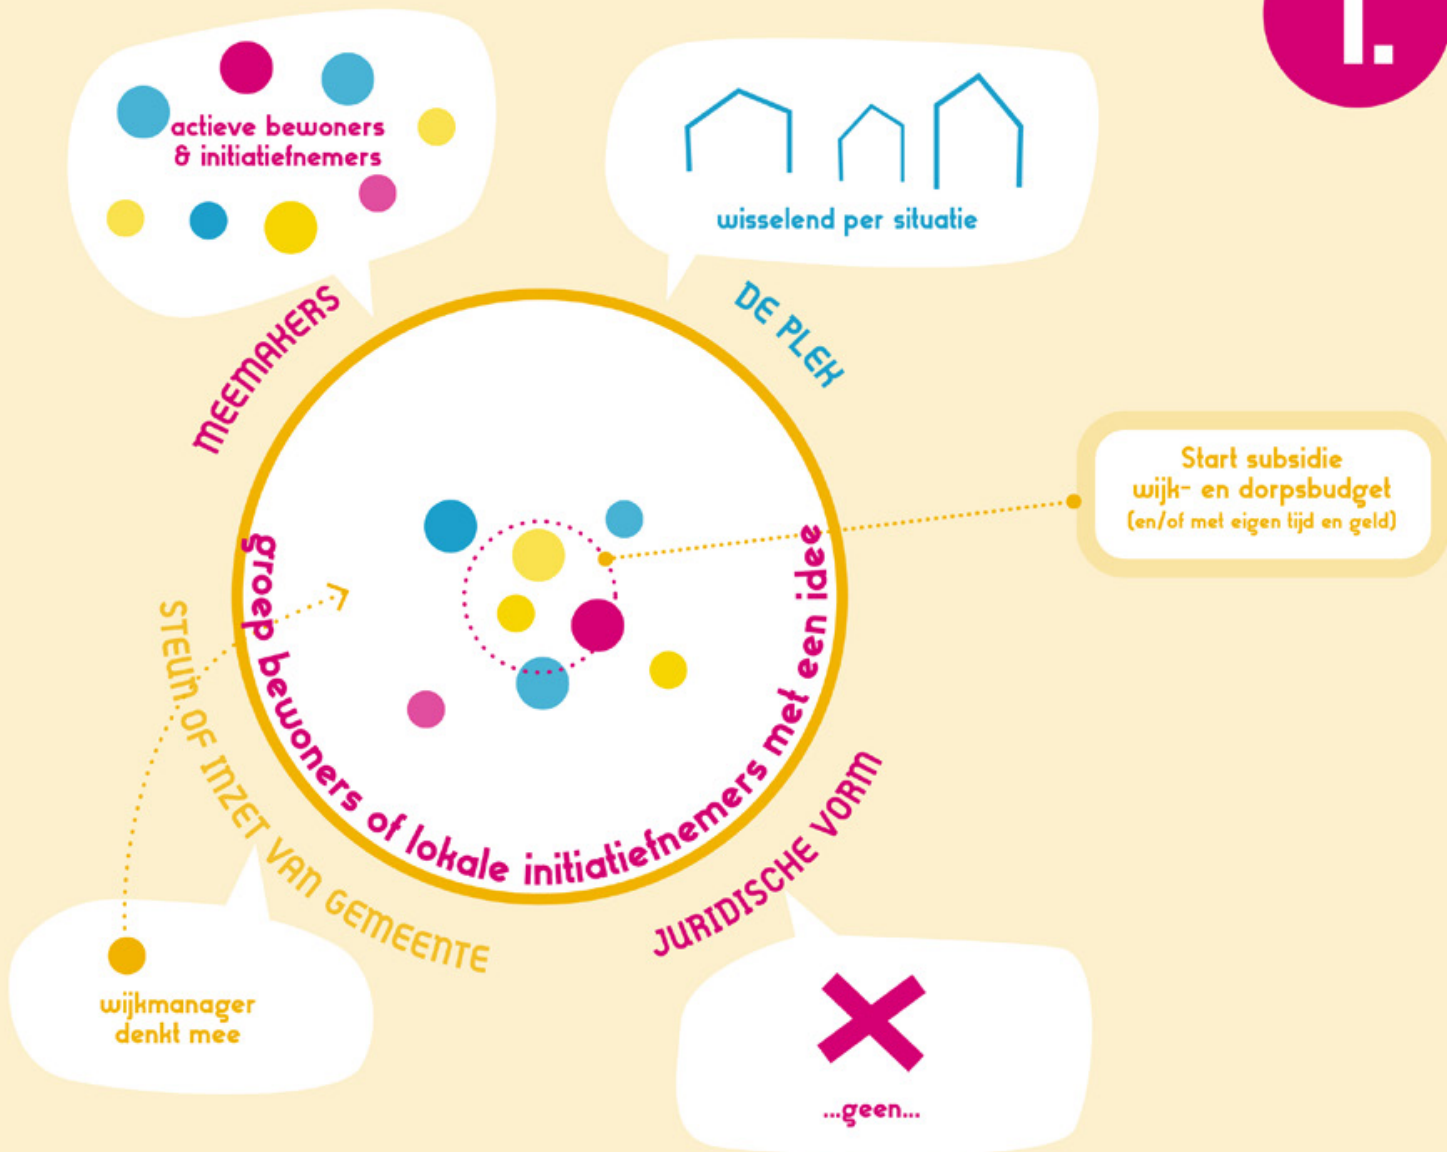 1.
actieve bewoners
& initiatiefnemers
wisselend per situatie
MEEMAKERS
DE PLEK
Start subsidie
wijk- en dorpsbudget
(en/of met eigen tijd en geld)
groep bewoners of lokale initiatiefnemers met een idee
STEUN OF INZET VAN GEMEENTE
JURIDISCHE VORM
wijkmanager
denkt mee
...geen...